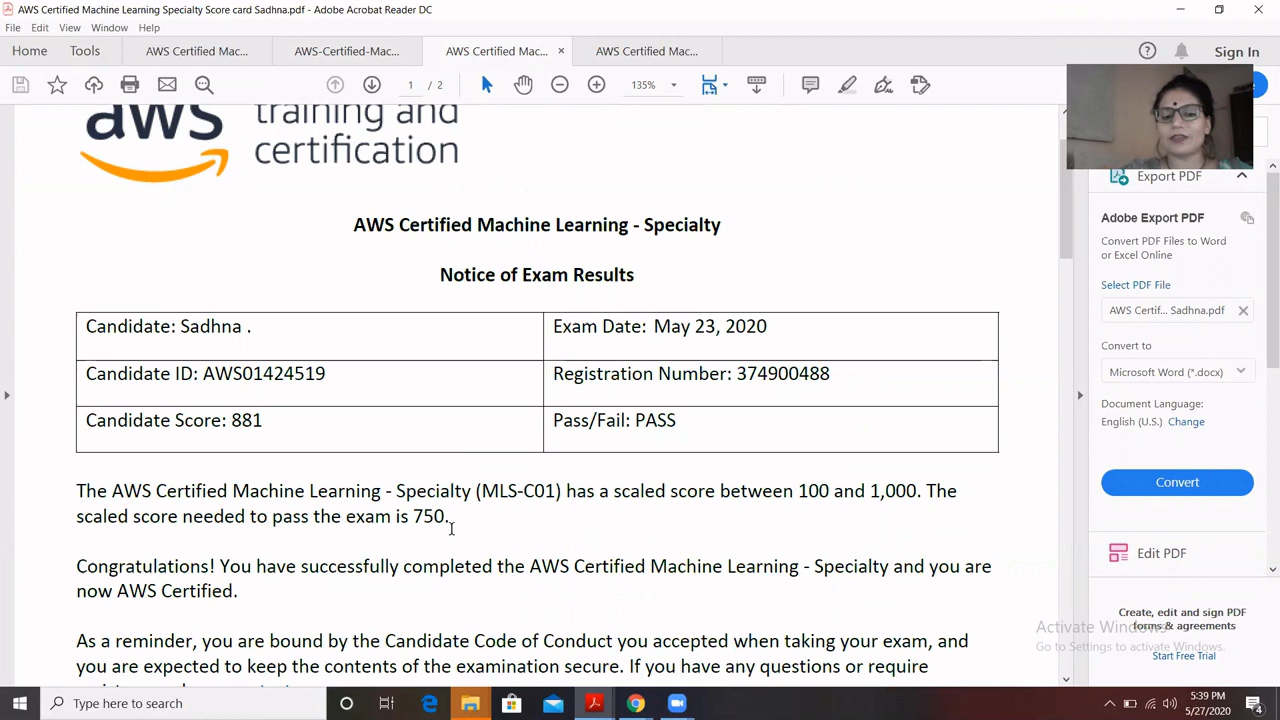 AWS Certified Machine Learning Specialty Score card Sadhna.pdf - Adobe Acrobat Reader DC
File Edit View Window Help
Home Tools AWS Certified Mac... AWS-Certified-Mac... AWS Certified Mac... × AWS Certified Mac... Sign In
1 / 2 135%
aws training and
certification
AWS Certified Machine Learning - Specialty
Notice of Exam Results
Candidate: Sadhna . Exam Date: May 23, 2020
Candidate ID: AWS01424519 Registration Number: 374900488
Candidate Score: 881 Pass/Fail: PASS
The AWS Certified Machine Learning - Specialty (MLS-C01) has a scaled score between 100 and 1,000. The
scaled score needed to pass the exam is 750.
Congratulations! You have successfully completed the AWS Certified Machine Learning - Specialty and you are
now AWS Certified.
As a reminder, you are bound by the Candidate Code of Conduct you accepted when taking your exam, and
you are expected to keep the contents of the examination secure. If you have any questions or require
Export PDF
Adobe Export PDF
Convert PDF Files to Word
or Excel Online
Select PDF File
AWS Certif... Sadhna.pdf
Convert to
Microsoft Word (*.docx)
Document Language:
English (U.S.) Change
Convert
Edit PDF
Create, edit and sign PDF
forms & agreements
Start Free Trial
Activate Windows
Go to Settings to activate Windows.
Type here to search
5:39 PM
5/27/2020
4